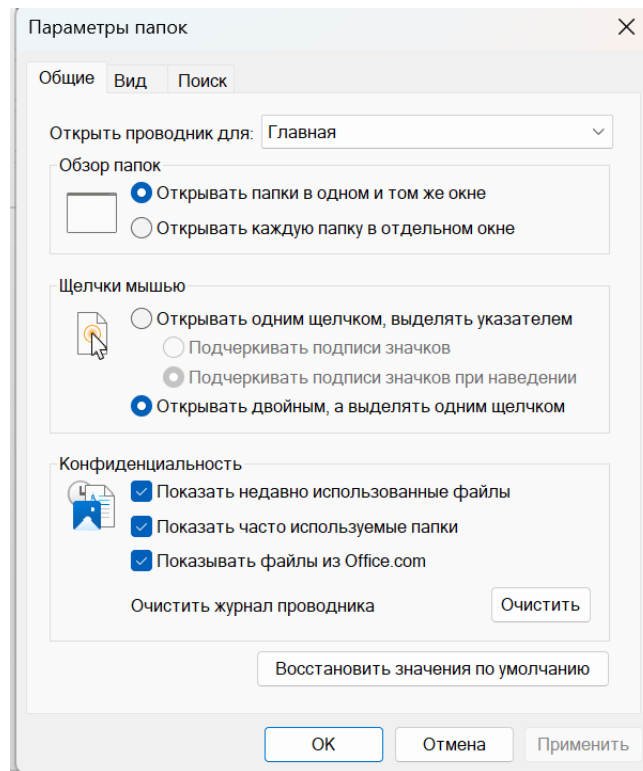 Параметры папок
Общие Вид Поиск
Открыть проводник для: Главная
Обзор папок
Открывать папки в одном и том же окне
Открывать каждую папку в отдельном окне
Щелчки мышью
Открывать одним щелчком, выделять указателем
Подчеркивать подписи значков
Подчеркивать подписи значков при наведении
Открывать двойным, а выделять одним щелчком
Конфиденциальность
Показать недавно использованные файлы
Показать часто используемые папки
Показывать файлы из Office.com
Очистить журнал проводника Очистить
Восстановить значения по умолчанию
ОК Отмена Применить